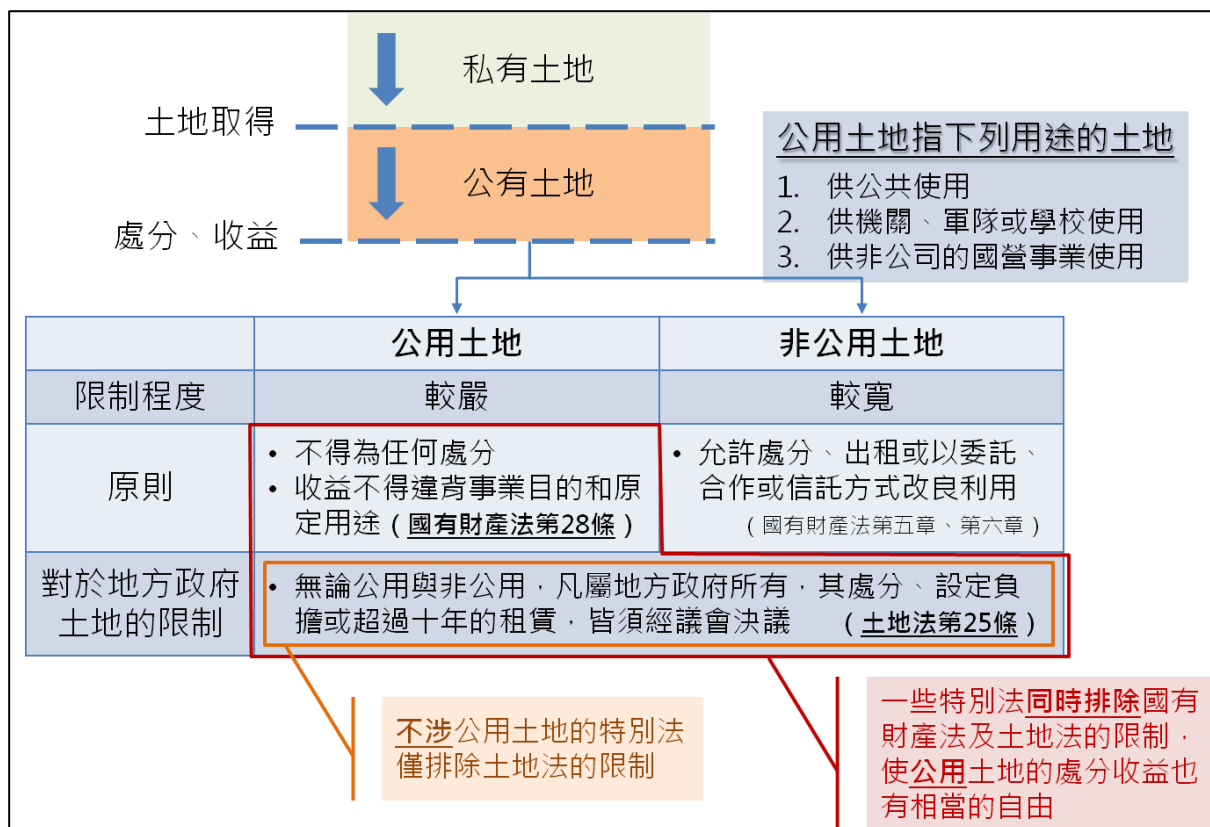 私有土地
土地取得
公有土地
處分、收益
公用土地指下列用途的土地
1. 供公共使用
2. 供機關、軍隊或學校使用
3. 供非公司的國營事業使用
公用土地
非公用土地
限制程度
較嚴
較寬
原則
• 不得為任何處分
• 收益不得違背事業目的和原
定用途（國有財產法第28條）
• 允許處分、出租或以委託、
合作或信託方式改良利用
（國有財產法第五章、第六章）
對於地方政府
土地的限制
• 無論公用與非公用，凡屬地方政府所有，其處分、設定負
擔或超過十年的租賃，皆須經議會決議 （土地法第25條）
不涉公用土地的特別法
僅排除土地法的限制
一些特別法同時排除國有
財產法及土地法的限制，
使公用土地的處分收益也
有相當的自由